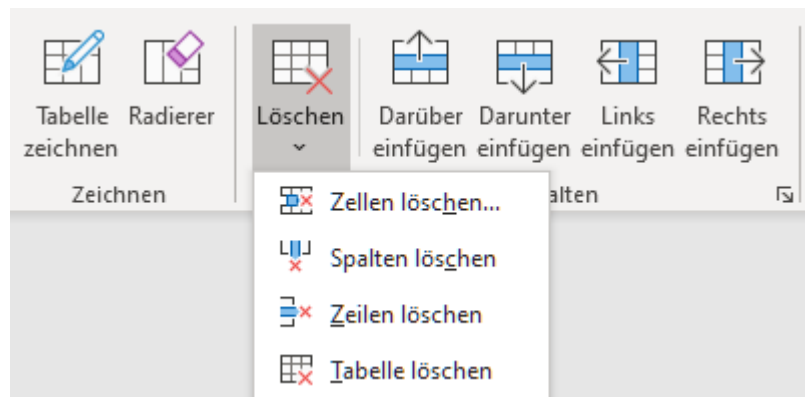 Tabelle
zeichnen
Radierer
Löschen
Darüber
einfügen
Darunter
einfügen
Links
einfügen
Rechts
einfügen
Zeichnen
alten
Zellen löschen...
Spalten löschen
Zeilen löschen
Tabelle löschen